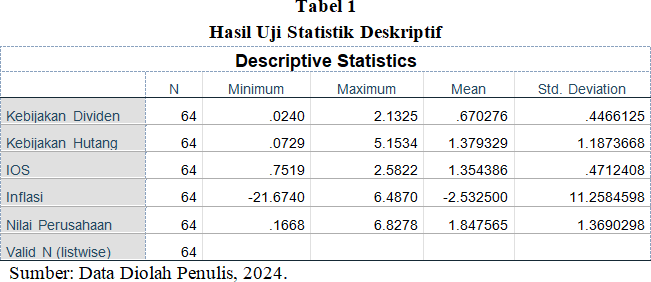 Tabel 1
Hasil Uji Statistik Deskriptif
Descriptive Statistics
N Minimum Maximum Mean Std. Deviation
Kebijakan Dividen 64 .0240 2.1325 .670276 .4466125
Kebijakan Hutang 64 .0729 5.1534 1.379329 1.1873668
IOS 64 .7519 2.5822 1.354386 .4712408
Inflasi 64 -21.6740 6.4870 -2.532500 11.2584598
Nilai Perusahaan 64 .1668 6.8278 1.847565 1.3690298
Valid N (listwise) 64
Sumber: Data Diolah Penulis, 2024.